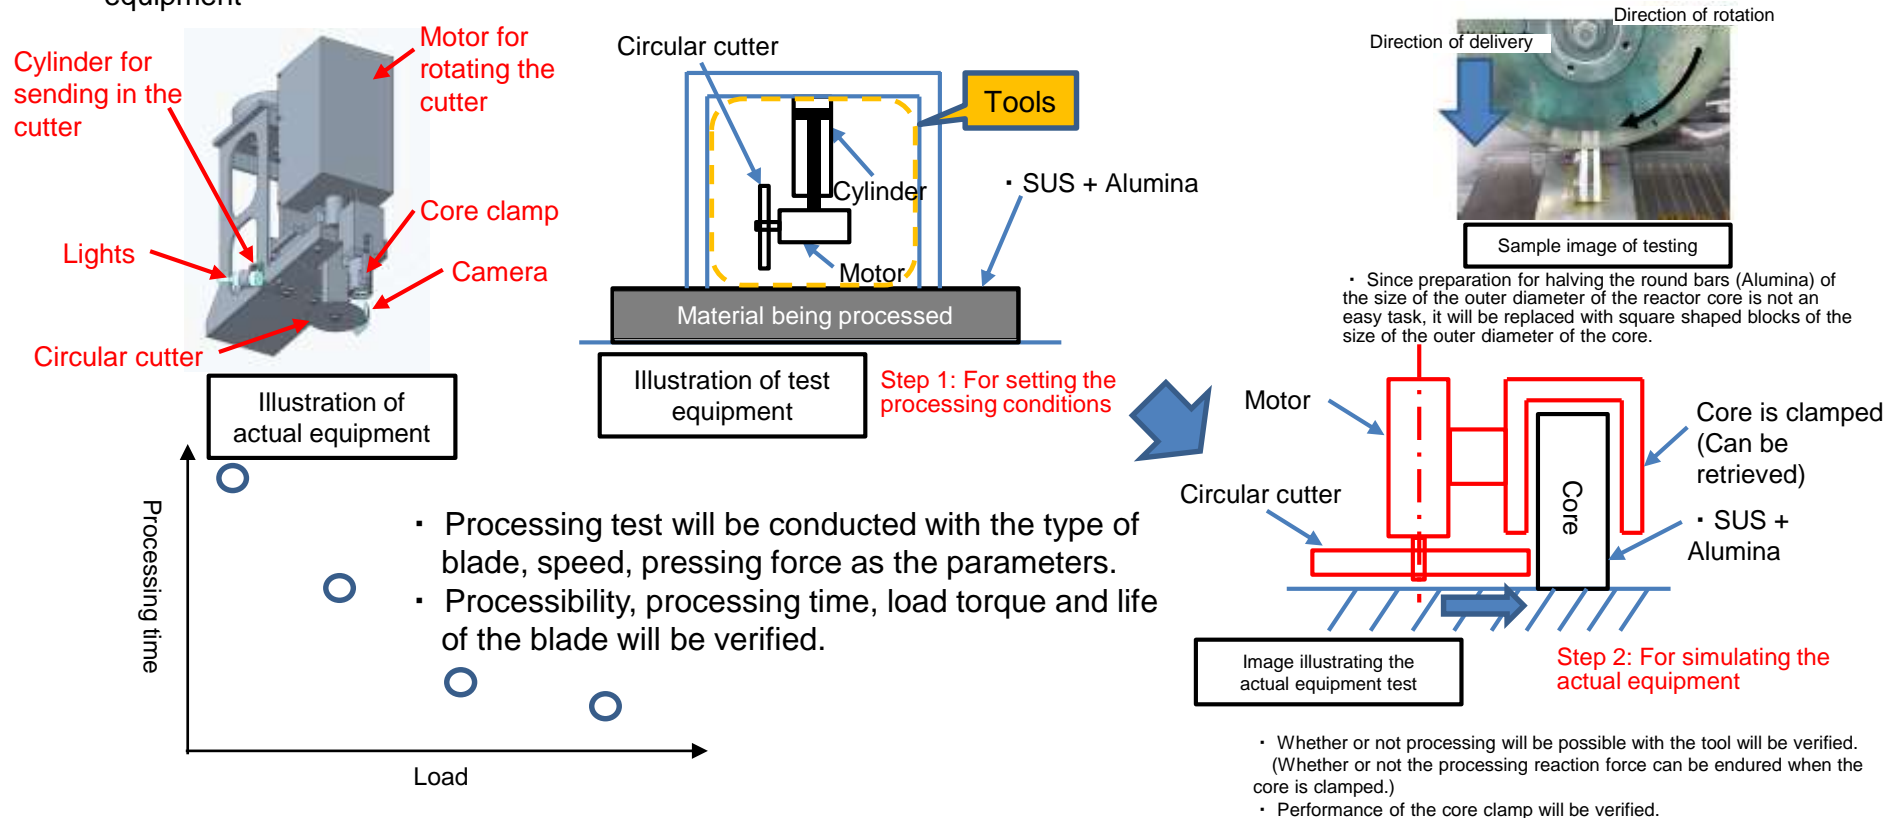 equipment
Cylinder for
sending in the
cutter
Motor for
rotating the
cutter
Core clamp
Lights
Camera
Circular cutter
Illustration of
actual equipment
Circular cutter
Tools
Cylinder
・ SUS + Alumina
Motor
Material being processed
Illustration of test
equipment
Step 1: For setting the
processing conditions
Direction of rotation
Direction of delivery
Sample image of testing
・ Since preparation for halving the round bars (Alumina) of
the size of the outer diameter of the reactor core is not an
easy task, it will be replaced with square shaped blocks of the
size of the outer diameter of the core.
Motor
Core is clamped
(Can be
retrieved)
Circular cutter
Core
・ SUS +
Alumina
Image illustrating the
actual equipment test
Step 2: For simulating the
actual equipment
・ Whether or not processing will be possible with the tool will be verified.
(Whether or not the processing reaction force can be endured when the
core is clamped.)
・ Performance of the core clamp will be verified.
Processing time
Load
・ Processing test will be conducted with the type of
blade, speed, pressing force as the parameters.
・ Processibility, processing time, load torque and life
of the blade will be verified.